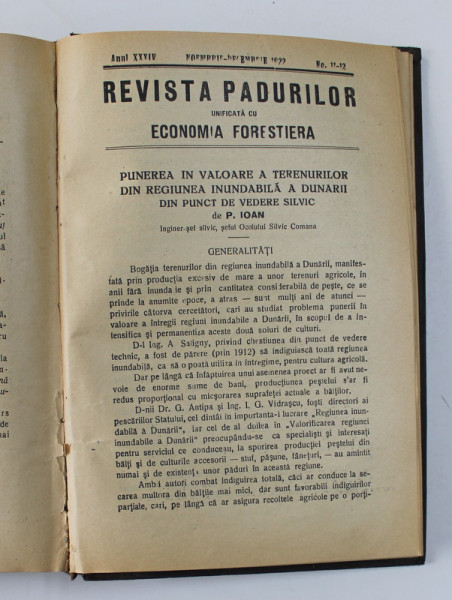 Anul XXXIV NOEMBRIE-DECEMBRIE 1922 No. 11-12
REVISTA PADURILOR
UNIFICATĂ CU
ECONOMIA FORESTIERA
PUNEREA IN VALOARE A TERENURILOR
DIN REGIUNEA INUNDABILĂ A DUNARII
DIN PUNCT DE VEDERE SILVIC
de P. IOAN
Inginer-șef silvic, șeful Ocolului Silvic Comana
GENERALITĂȚI
Bogăția terenurilor din regiunea inundabilă a Dunării, manifes-
tată prin producția excesiv de mare a unor terenuri agricole, în
anii fără inundație și prin cantitatea considerabilă de pește, ce se
prinde la anumite epoce, a atras — sunt mulți ani de atunci —
privirile câtorva cercetători, cari au studiat problema punerii în
valoare a întregii regiuni inundabile a Dunării, în scopul de a in-
tensifica și permanentiza aceste două soiuri de culturi.
D-l Ing. A. Saligny, privind chestiunea din punct de vedere
technic, a fost de părere (prin 1912) să îndiguiască toată regiunea
inundabilă, ca să o poată utiliza în întregime, pentru cultura agricolă.
Dar pe lângă că înfăptuirea unui asemenea proect ar fi avut ne-
voie de enorme sume de bani, producțiunea peștelui s'ar fi
redus proporțional cu micșorarea suprafeței actuale a bălților.
D-nii Dr. G. Antipa și Ing. I. G. Vidrașcu, foști directori ai
pescăriilor Statului, cel dintâi în importanta-i lucrare „Regiunea inun-
dabilă a Dunării", iar cel de al doilea în „Valorificarea regiunei
inundabile a Dunării" preocupându-se ca specialiști și interesați
pentru serviciul ce conduceau, la sporirea producției peștelui din
bălți și de culturile accesorii — stuf, pășune, fânețuri, — au amintit
numai și de existența unor păduri în această regiune.
Ambii autori combat îndiguirea totală, căci ar conduce la se-
carea multora din bălțile mai mici, dar sunt favorabili îndiguirilor
parțiale, cari, pe lângă că ar asigura recoltele agricole pe o porți-